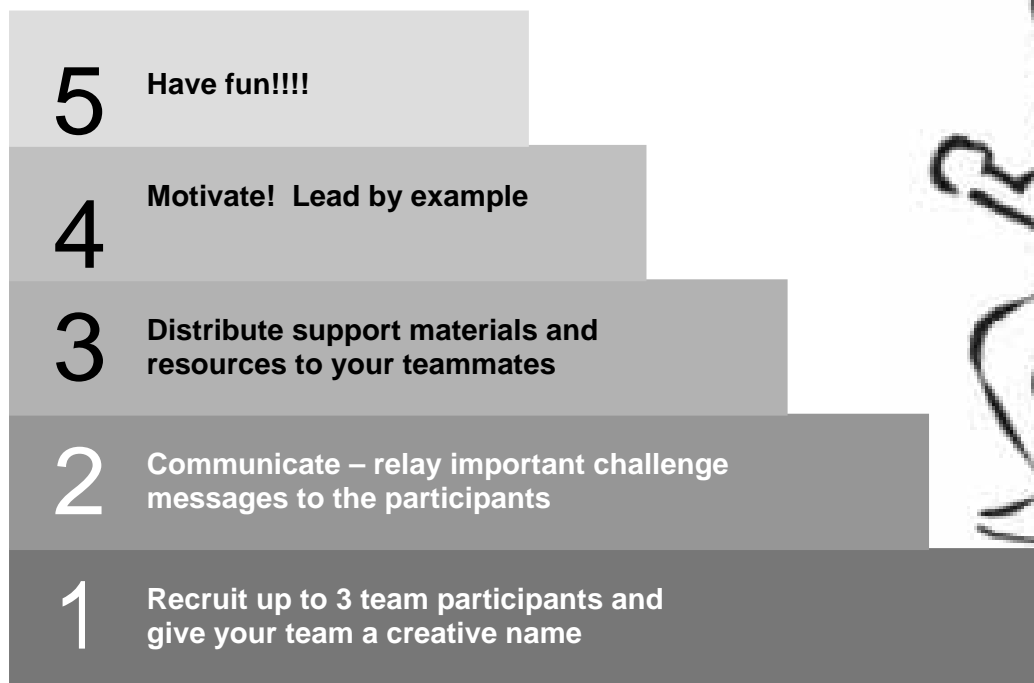 5 Have fun!!!!
4 Motivate!  Lead by example
3 Distribute support materials and
resources to your teammates
2 Communicate – relay important challenge
messages to the participants
1 Recruit up to 3 team participants and
give your team a creative name